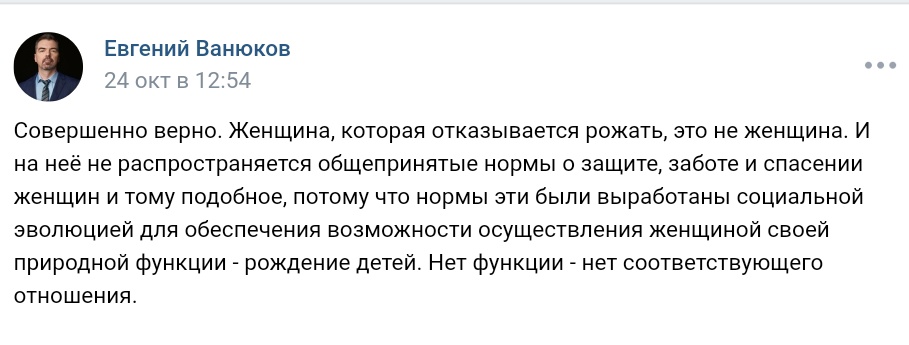 Евгений Ванюков
24 окт в 12:54
Совершенно верно. Женщина, которая отказывается рожать, это не женщина. И
на неё не распространяется общепринятые нормы о защите, заботе и спасении
женщин и тому подобное, потому что нормы эти были выработаны социальной
эволюцией для обеспечения возможности осуществления женщиной своей
природной функции - рождение детей. Нет функции - нет соответствующего
отношения.